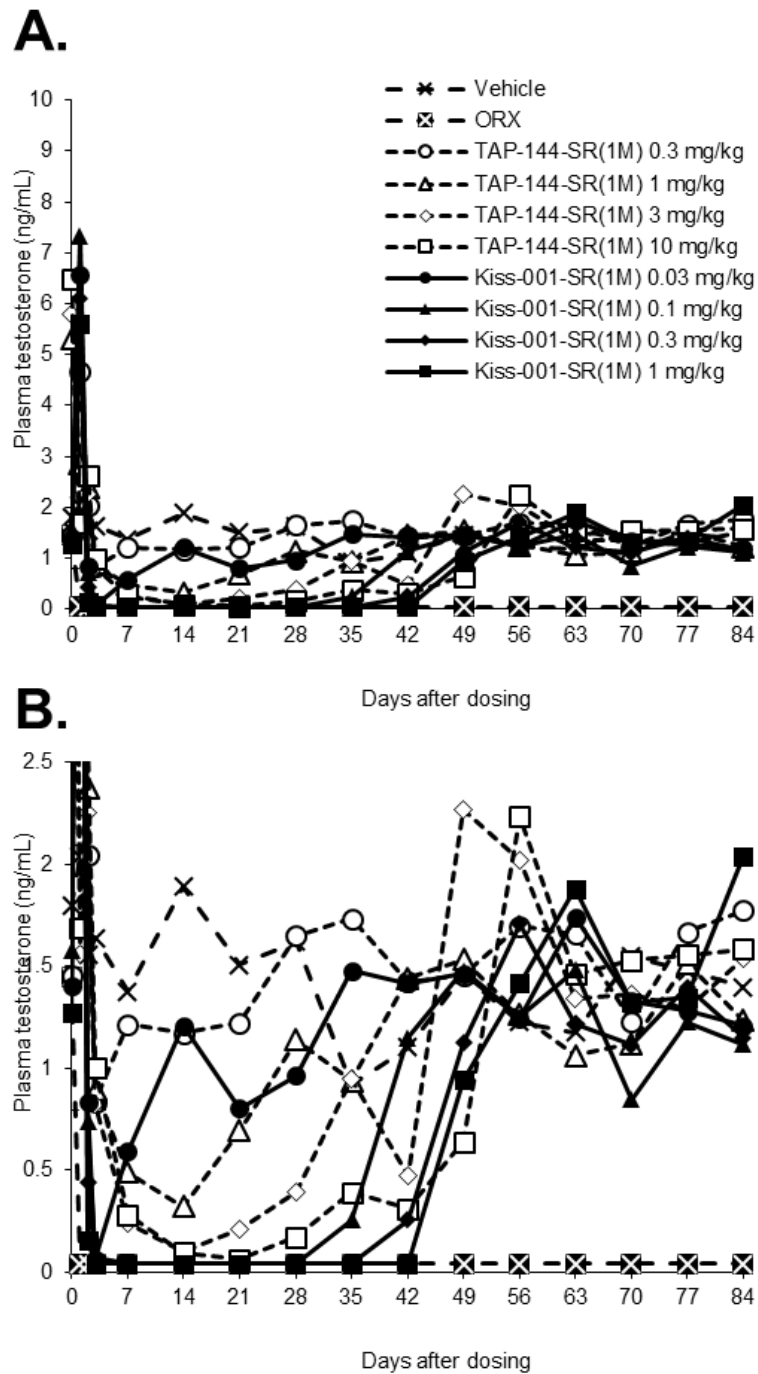 A.
Plasma testosterone (ng/mL)
10
9
8
7
6
5
4
3
2
1
0
Vehicle
ORX
TAP-144-SR(1M) 0.3 mg/kg
TAP-144-SR(1M) 1 mg/kg
TAP-144-SR(1M) 3 mg/kg
TAP-144-SR(1M) 10 mg/kg
Kiss-001-SR(1M) 0.03 mg/kg
Kiss-001-SR(1M) 0.1 mg/kg
Kiss-001-SR(1M) 0.3 mg/kg
Kiss-001-SR(1M) 1 mg/kg
0 7 14 21 28 35 42 49 56 63 70 77 84
Days after dosing
B.
Plasma testosterone (ng/mL)
2.5
2
1.5
1
0.5
0
0 7 14 21 28 35 42 49 56 63 70 77 84
Days after dosing